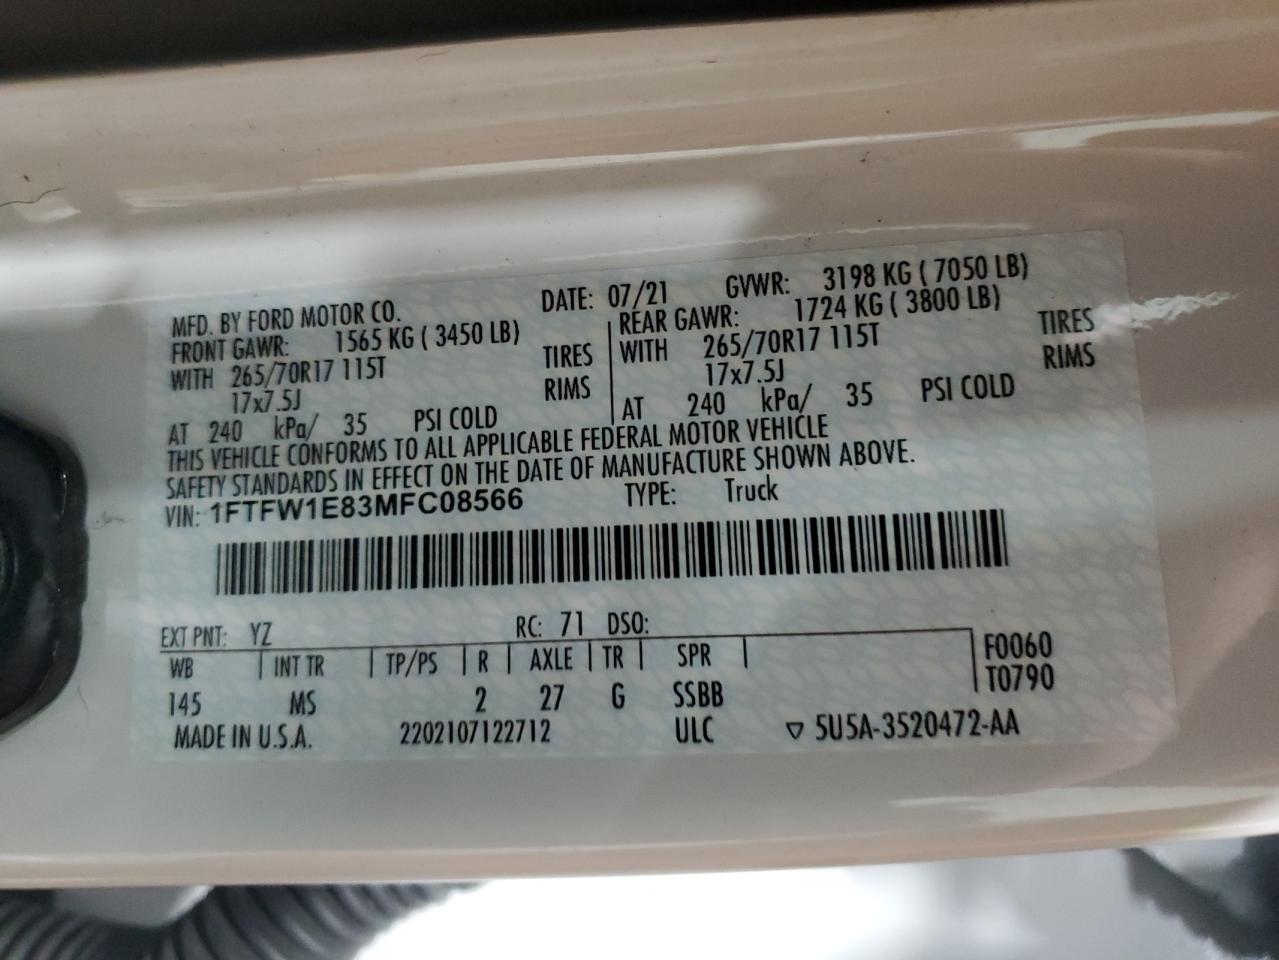 MFD. BY FORD MOTOR CO. DATE: 07/21 GVWR: 3198 KG ( 7050 LB)
FRONT GAWR: 1565 KG ( 3450 LB) REAR GAWR: 1724 KG ( 3800 LB)
WITH 265/70R17 115T TIRES WITH 265/70R17 115T TIRES
17x7.5J RIMS 17x7.5J RIMS
AT 240 kPa/ 35 PSI COLD AT 240 kPa/ 35 PSI COLD
THIS VEHICLE CONFORMS TO ALL APPLICABLE FEDERAL MOTOR VEHICLE
SAFETY STANDARDS IN EFFECT ON THE DATE OF MANUFACTURE SHOWN ABOVE.
VIN: 1FTFW1E83MFC08566 TYPE: Truck
EXT PNT: YZ RC: 71 DSO:
WB INT TR TP/PS R AXLE TR SPR F0060
145 MS 2 27 G SSBB T0790
MADE IN U.S.A. 2202107122712 ULC ▽ 5U5A-3520472-AA